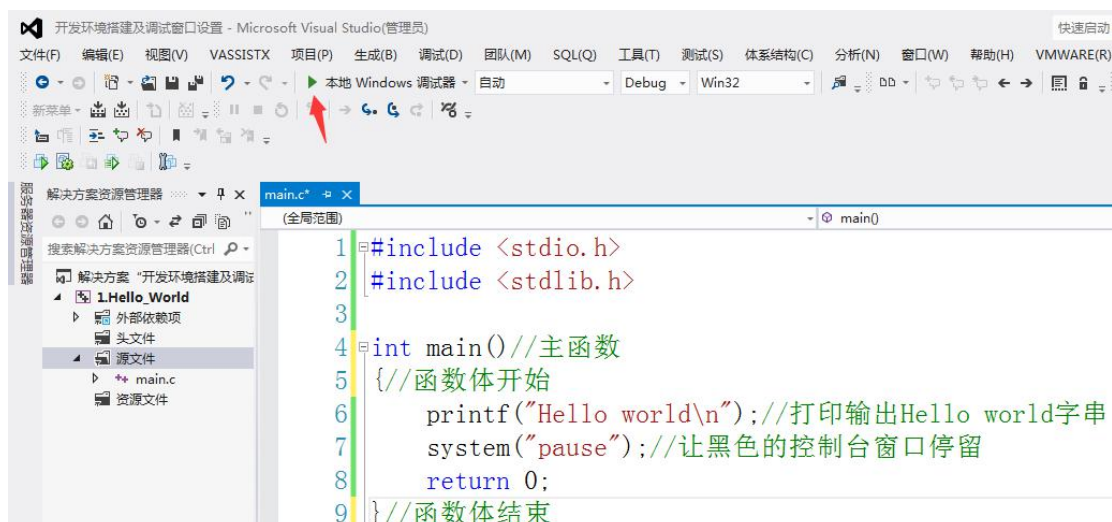 开发环境搭建及调试窗口设置 - Microsoft Visual Studio(管理员)
快速启动
文件(F) 编辑(E) 视图(V) VASSISTX 项目(P) 生成(B) 调试(D) 团队(M) SQL(Q) 工具(T) 测试(S) 体系结构(C) 分析(N) 窗口(W) 帮助(H) VMWARE(R)
本地 Windows 调试器 自动 Debug Win32
新菜单
服务器资源管理器
解决方案资源管理器
main.c*
(全局范围) main()
搜索解决方案资源管理器(Ctrl
解决方案 "开发环境搭建及调试
1.Hello_World
外部依赖项
头文件
源文件
main.c
资源文件
1 #include <stdio.h>
2 #include <stdlib.h>
3
4 int main()//主函数
5 {//函数体开始
6 printf("Hello world\n");//打印输出Hello world字串
7 system("pause");//让黑色的控制台窗口停留
8 return 0;
9 }//函数体结束